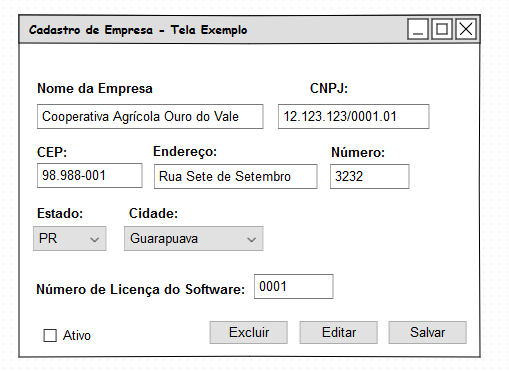 Cadastro de Empresa - Tela Exemplo
Nome da Empresa CNPJ:
Cooperativa Agrícola Ouro do Vale 12.123.123/0001.01
CEP: Endereço: Número:
98.988-001 Rua Sete de Setembro 3232
Estado: Cidade:
PR Guarapuava
Número de Licença do Software: 0001
Ativo Excluir Editar Salvar